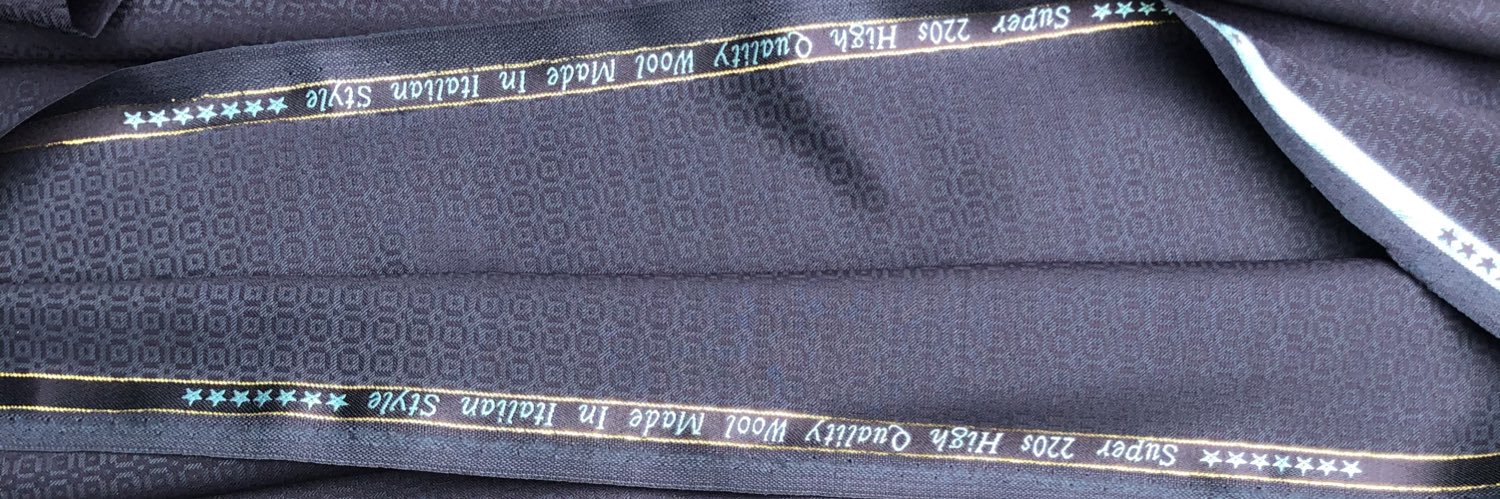 ★★★★ Super 220s High Quality Wool Made In Italian Style ★★★★★★★
★★★★★★★ Super 220s High Quality Wool Made In Italian Style ★★★★★★★★